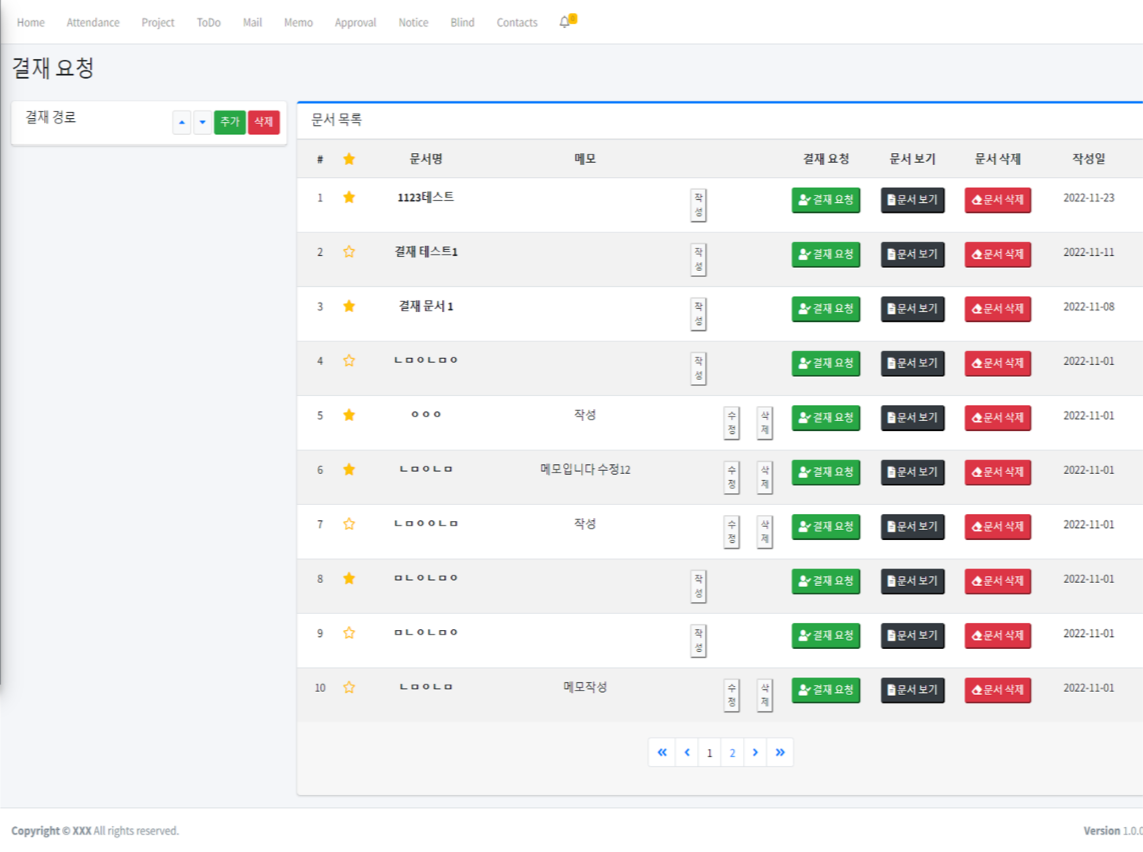 Home Attendance Project ToDo Mail Memo Approval Notice Blind Contacts
결재 요청
결재 경로 추가 삭제
문서 목록
# 문서명 메모 결재 요청 문서 보기 문서 삭제 작성일
1 1123테스트 작성 결재 요청 문서 보기 문서 삭제 2022-11-23
2 결재 테스트1 작성 결재 요청 문서 보기 문서 삭제 2022-11-11
3 결재 문서 1 작성 결재 요청 문서 보기 문서 삭제 2022-11-08
4 ㄴㅁㅇㄴㅁㅇ 작성 결재 요청 문서 보기 문서 삭제 2022-11-01
5 ㅇㅇㅇ 작성 수정 삭제 결재 요청 문서 보기 문서 삭제 2022-11-01
6 ㄴㅁㅇㄴㅁ 메모입니다 수정12 수정 삭제 결재 요청 문서 보기 문서 삭제 2022-11-01
7 ㄴㅁㅇㅇㄴㅁ 작성 수정 삭제 결재 요청 문서 보기 문서 삭제 2022-11-01
8 ㅁㄴㅇㄴㅁㅇ 작성 결재 요청 문서 보기 문서 삭제 2022-11-01
9 ㅁㄴㅇㄴㅁㅇ 작성 결재 요청 문서 보기 문서 삭제 2022-11-01
10 ㄴㅁㅇㄴㅁ 메모작성 수정 삭제 결재 요청 문서 보기 문서 삭제 2022-11-01
« ‹ 1 2 › »
Copyright © XXX All rights reserved. Version 1.0.0